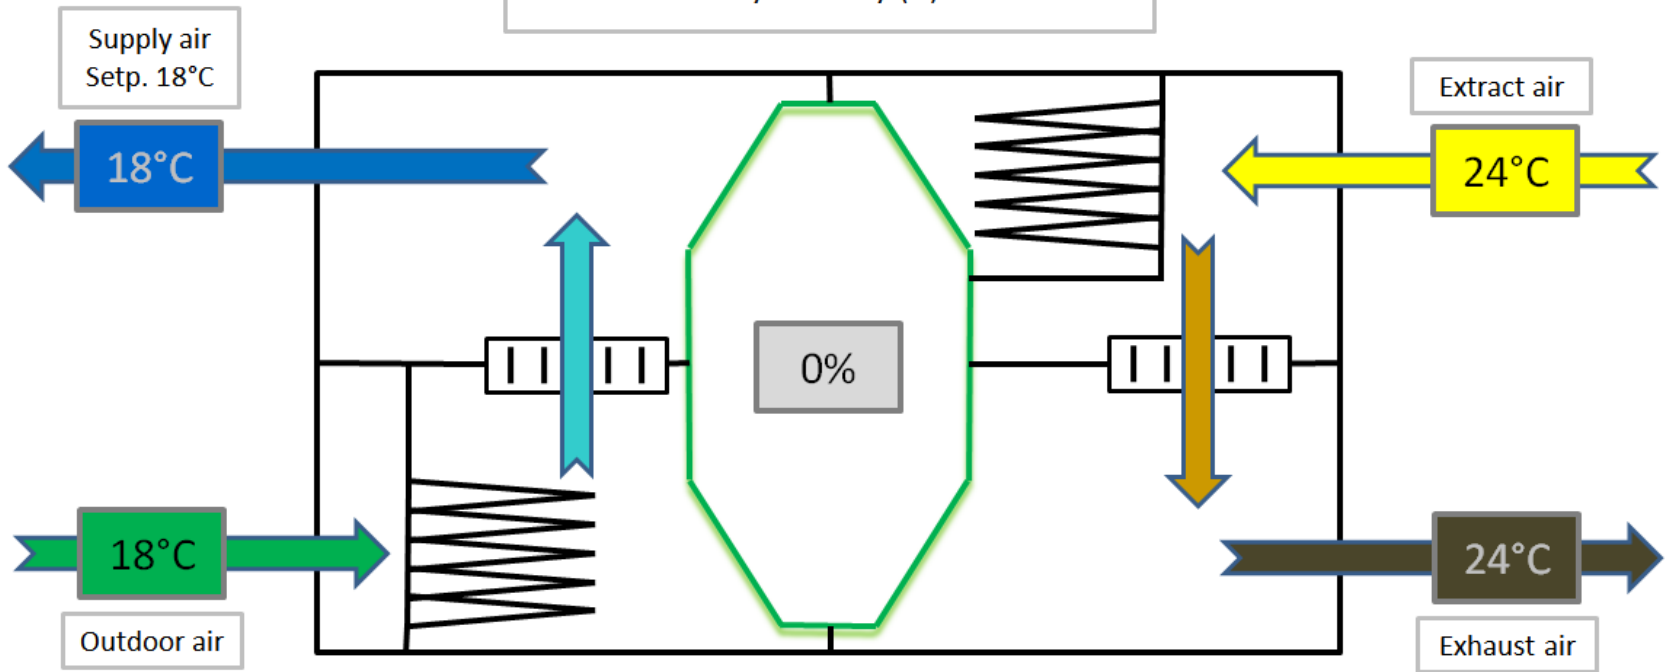 Supply air
Setp. 18°C
Extract air
18°C
24°C
0%
18°C
24°C
Outdoor air
Exhaust air